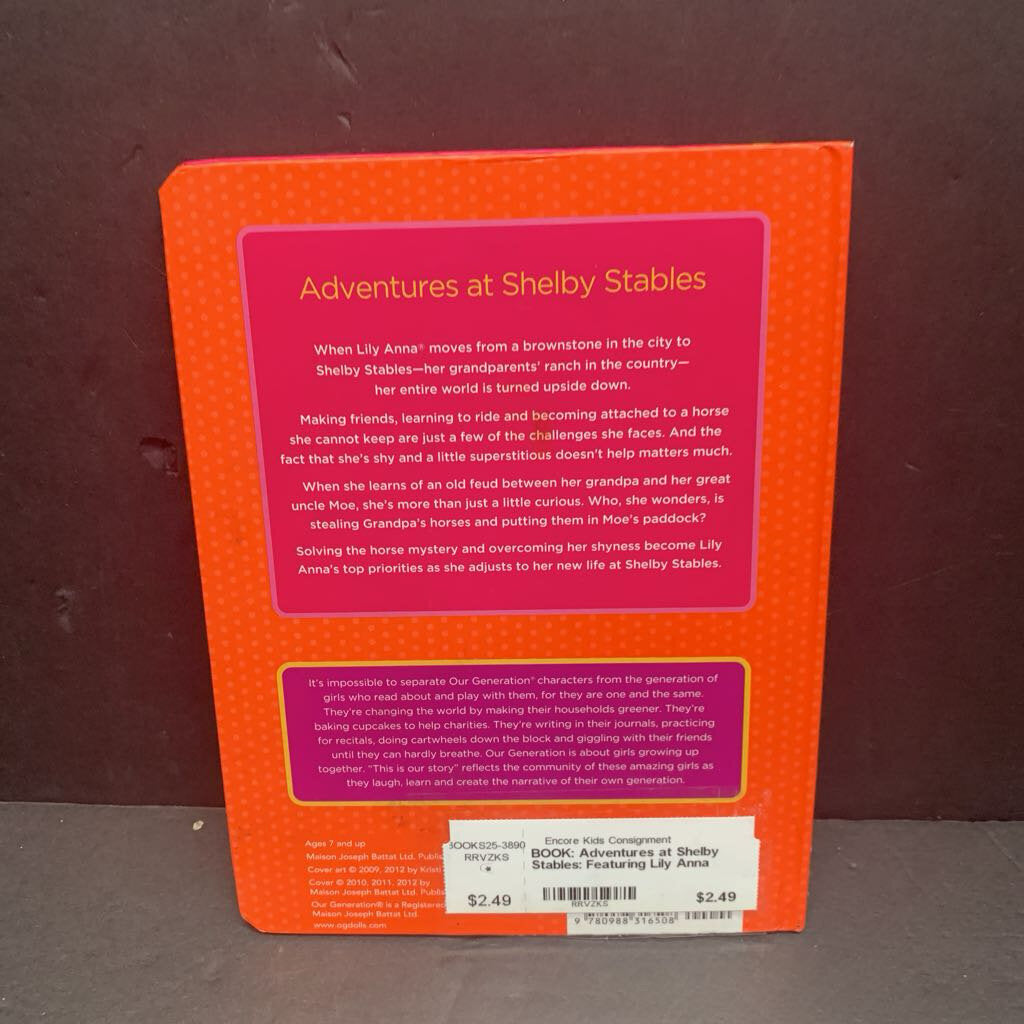 Adventures at Shelby Stables
When Lily Anna® moves from a brownstone in the city to
Shelby Stables—her grandparents' ranch in the country—
her entire world is turned upside down.
Making friends, learning to ride and becoming attached to a horse
she cannot keep are just a few of the challenges she faces. And the
fact that she's shy and a little superstitious doesn't help matters much.
When she learns of an old feud between her grandpa and her great
uncle Moe, she's more than just a little curious. Who, she wonders, is
stealing Grandpa's horses and putting them in Moe's paddock?
Solving the horse mystery and overcoming her shyness become Lily
Anna's top priorities as she adjusts to her new life at Shelby Stables.
It's impossible to separate Our Generation® characters from the generation of
girls who read about and play with them, for they are one and the same.
They're changing the world by making their households greener. They're
baking cupcakes to help charities. They're writing in their journals, practicing
for recitals, doing cartwheels down the block and giggling with their friends
until they can hardly breathe. Our Generation is about girls growing up
together. "This is our story" reflects the community of these amazing girls as
they laugh, learn and create the narrative of their own generation.
Ages 7 and up
Maison Joseph Battat Ltd. Publis
Cover art © 2009, 2012 by Kristi
Cover © 2010, 2011, 2012 by
Maison Joseph Battat Ltd. Publis
Our Generation® is a Registered
Maison Joseph Battat Ltd.
www.ogdolls.com
BOOKS25-3890
RRVZKS
$2.49
Encore Kids Consignment
BOOK: Adventures at Shelby
Stables: Featuring Lily Anna
RRVZKS
$2.49
9 780988 316508